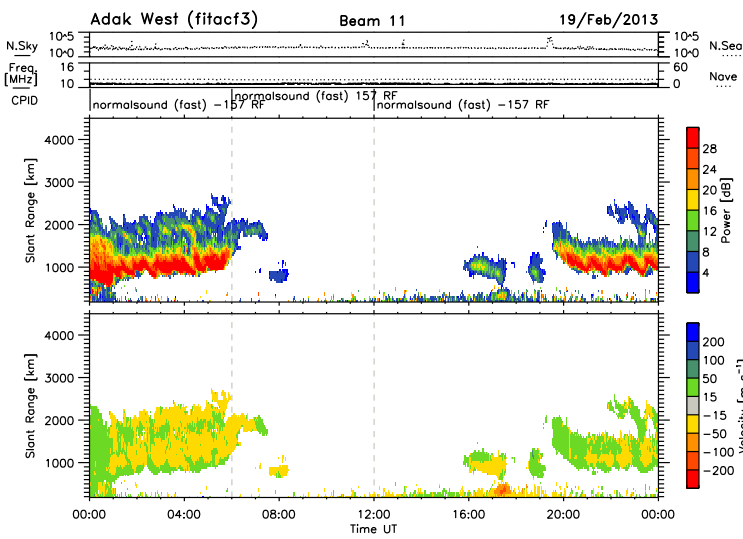 Adak West (fitacf3) Beam 11 19/Feb/2013
N.Sky 10^5 10^0 10^5 10^0 N.Sea
Freq [MHz] 16 10 60 0 Nave
CPID normalsound (fast) -157 RF normalsound (fast) 157 RF normalsound (fast) -157 RF
Slant Range [km] 4000 3000 2000 1000
28 24 20 16 12 8 4 Power [dB]
Slant Range [km] 4000 3000 2000 1000
200 100 50 15 -15 -50 -100 -200 Velocity [m s⁻¹]
00:00 04:00 08:00 12:00 16:00 20:00 00:00
Time UT